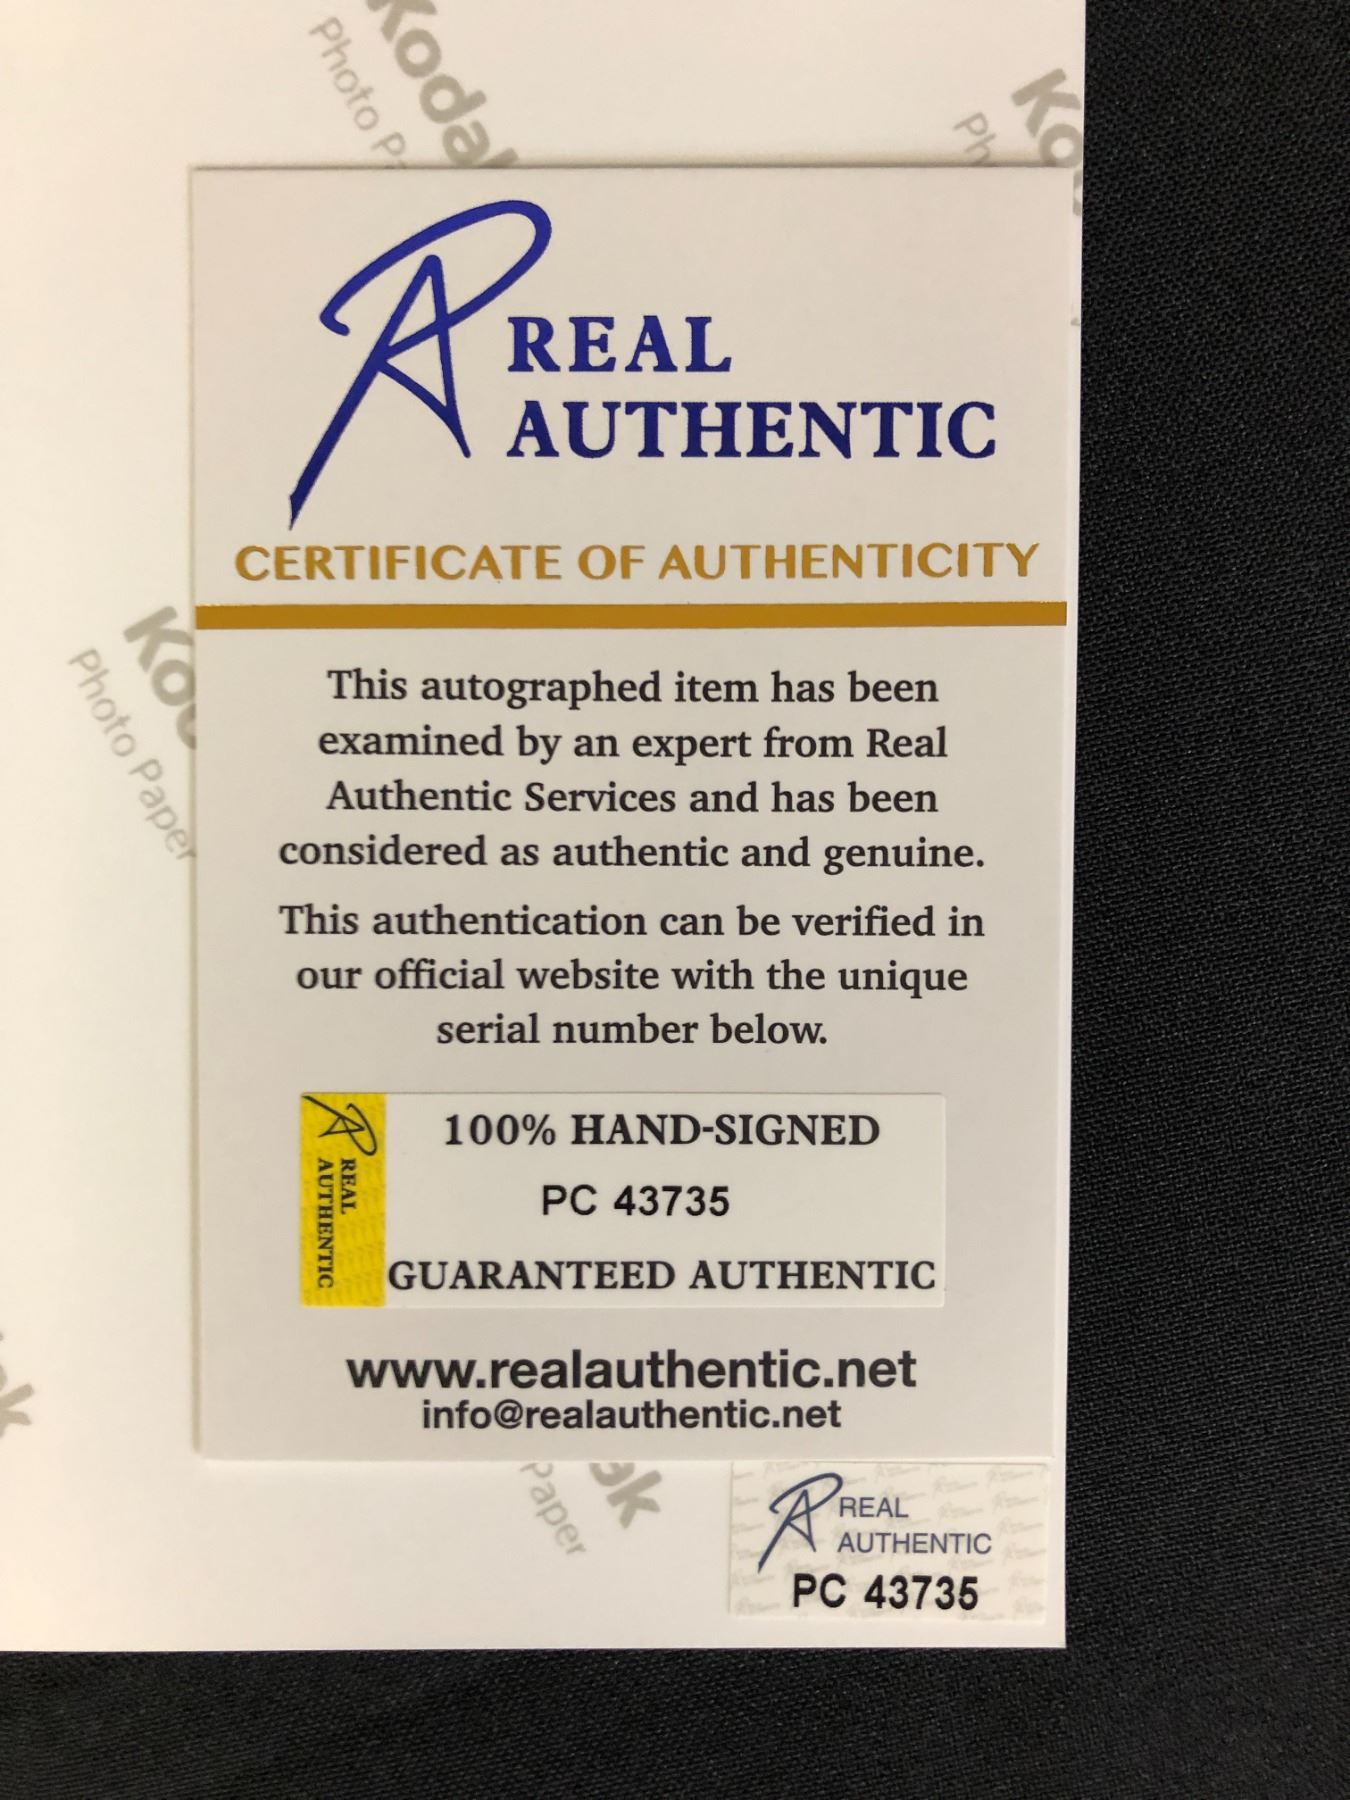 Kodak
Photo Pa
Ko
Ph
REAL
AUTHENTIC
CERTIFICATE OF AUTHENTICITY
This autographed item has been
examined by an expert from Real
Authentic Services and has been
considered as authentic and genuine.
This authentication can be verified in
our official website with the unique
serial number below.
Kod
Photo Paper
REAL
AUTHENTIC
100% HAND-SIGNED
PC 43735
GUARANTEED AUTHENTIC
www.realauthentic.net
info@realauthentic.net
ak
Paper
REAL
AUTHENTIC
PC 43735